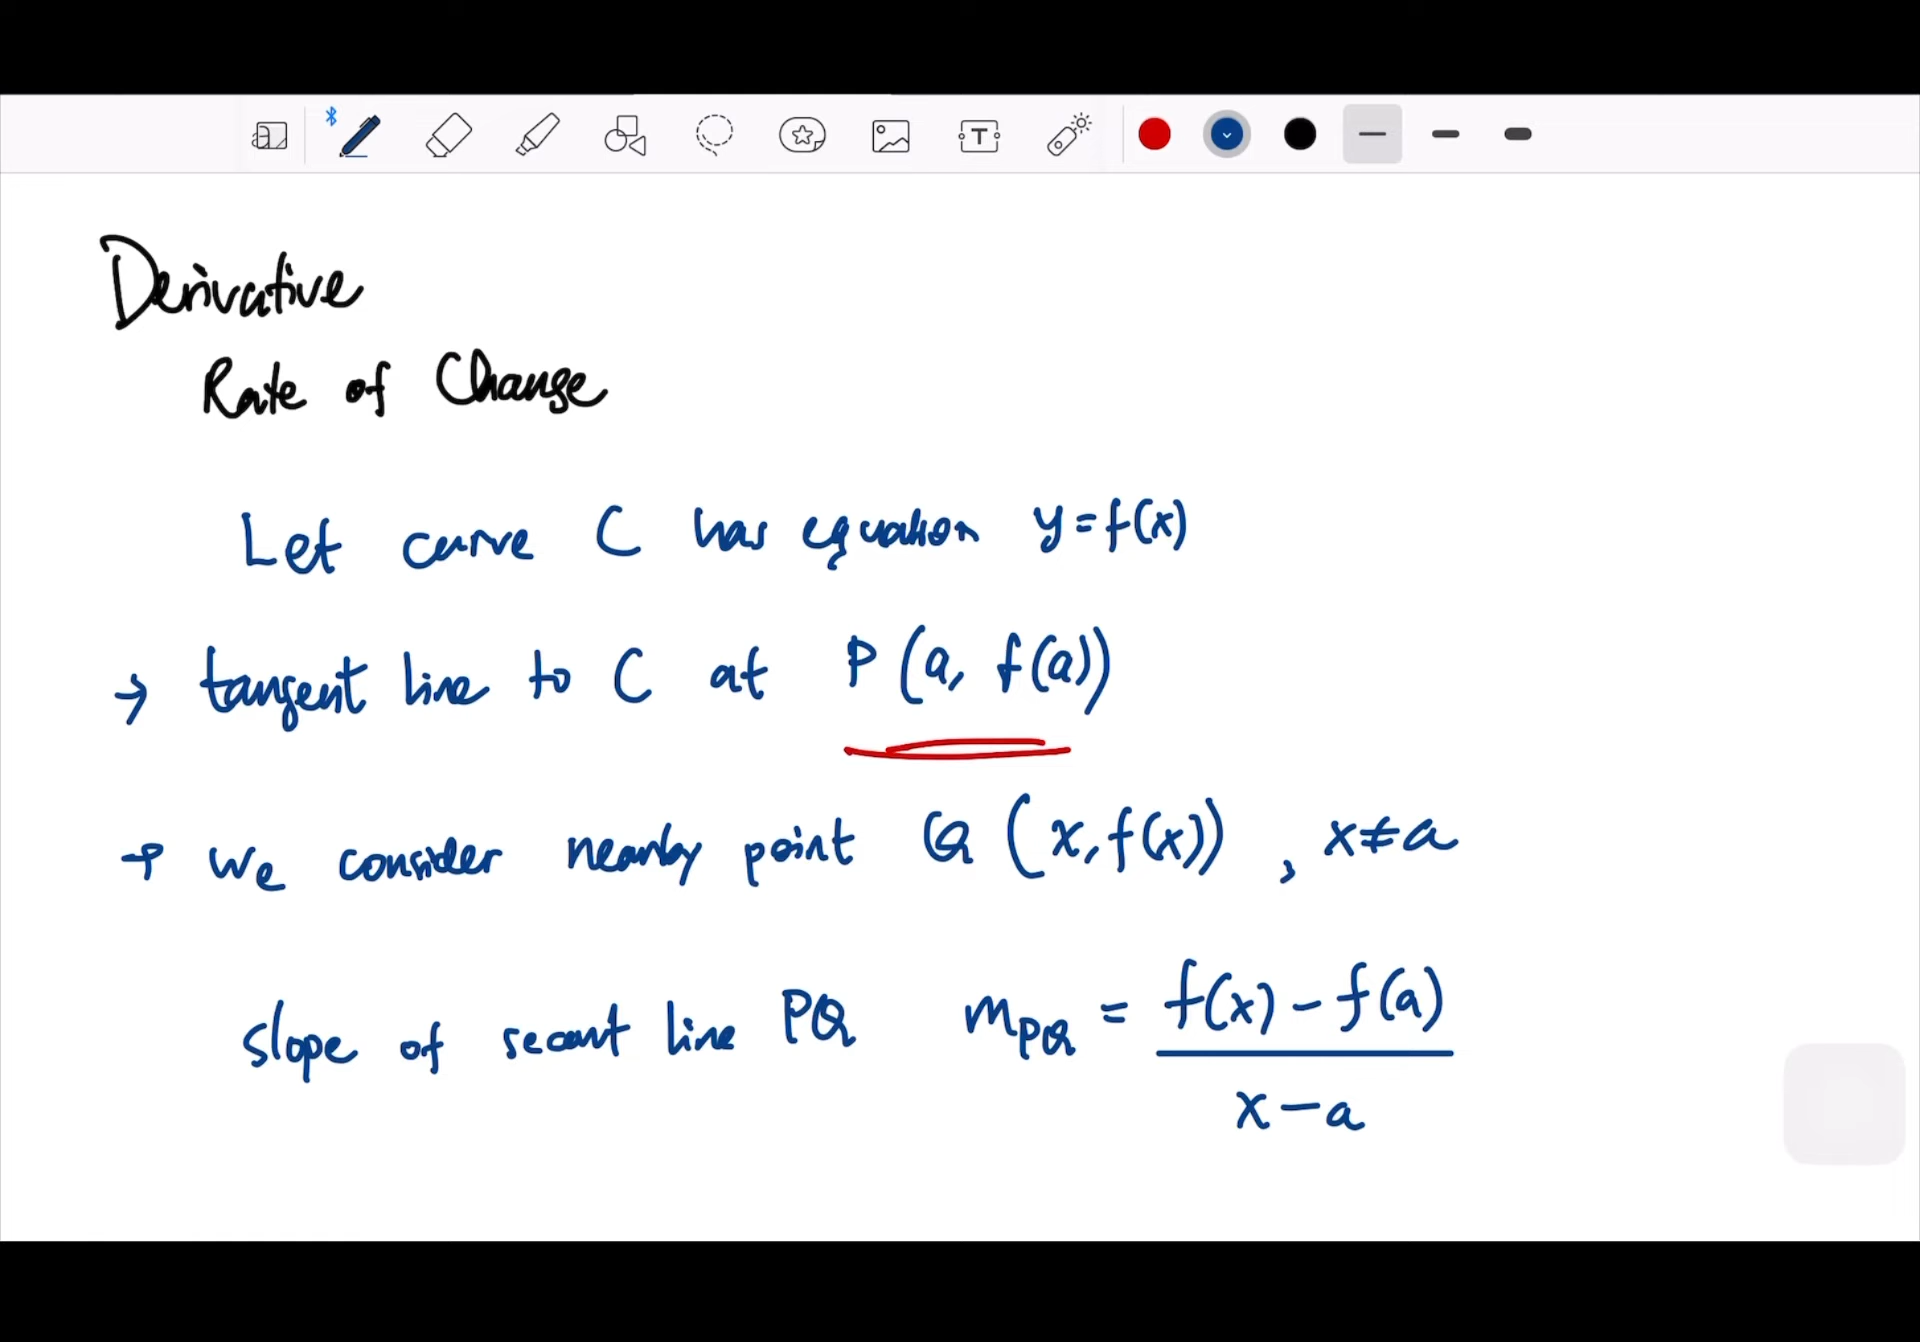 Derivative
Rate of Change
Let curve C has equation y=f(x)
→ tangent line to C at P(a, f(a))
→ we consider nearby point Q(x, f(x)), x≠a
slope of secant line PQ m_PQ = (f(x) - f(a)) / (x - a)